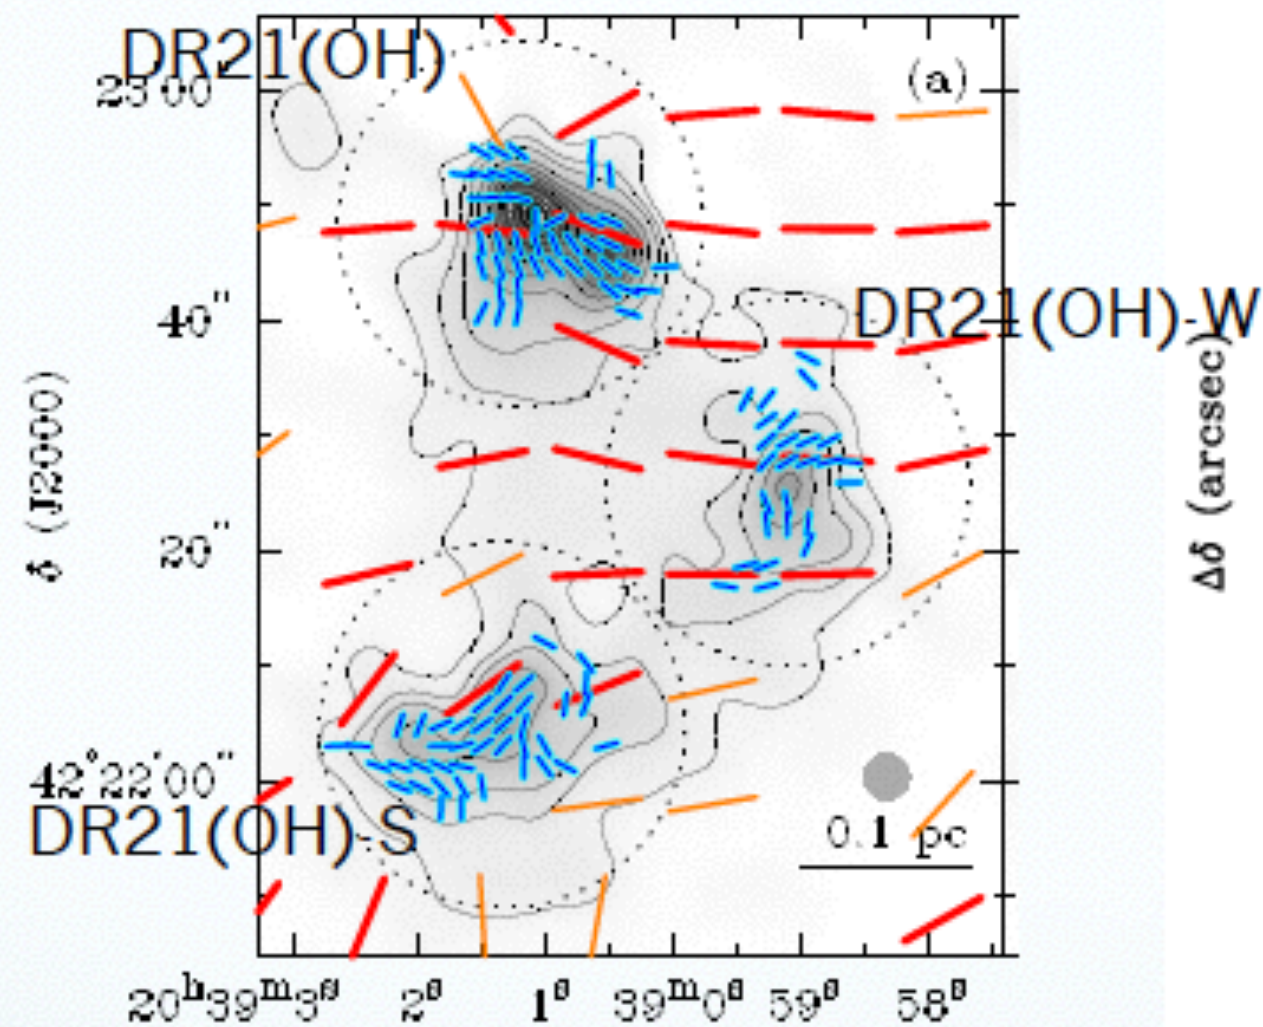 DR21(OH)
(a)
23'00"
40"
DR21(OH)-W
δ (J2000)
Δδ (arcsec)
20"
42°22'00"
DR21(OH)-S
0.1 pc
20ʰ39ᵐ3ˢ 2ˢ 1ˢ 39ᵐ0ˢ 59ˢ 58ˢ